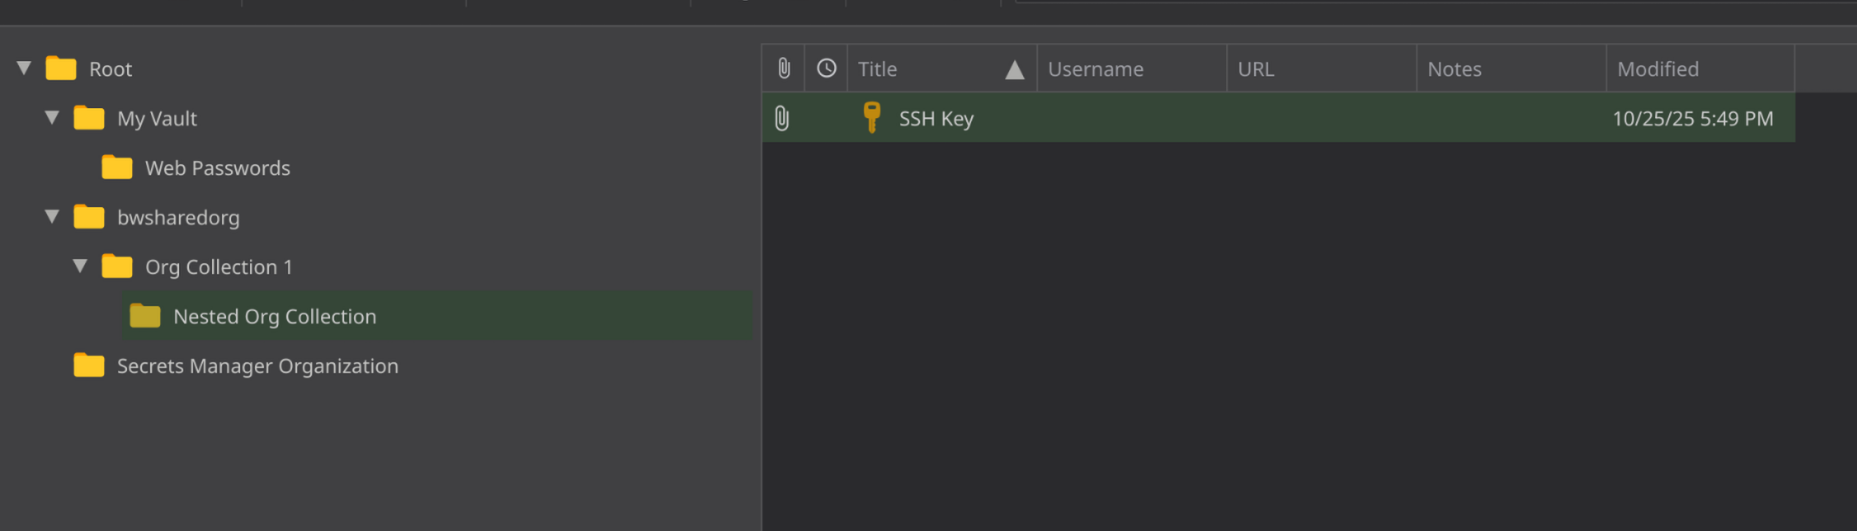 Root
My Vault
Web Passwords
bwsharedorg
Org Collection 1
Nested Org Collection
Secrets Manager Organization
Title Username URL Notes Modified
SSH Key 10/25/25 5:49 PM